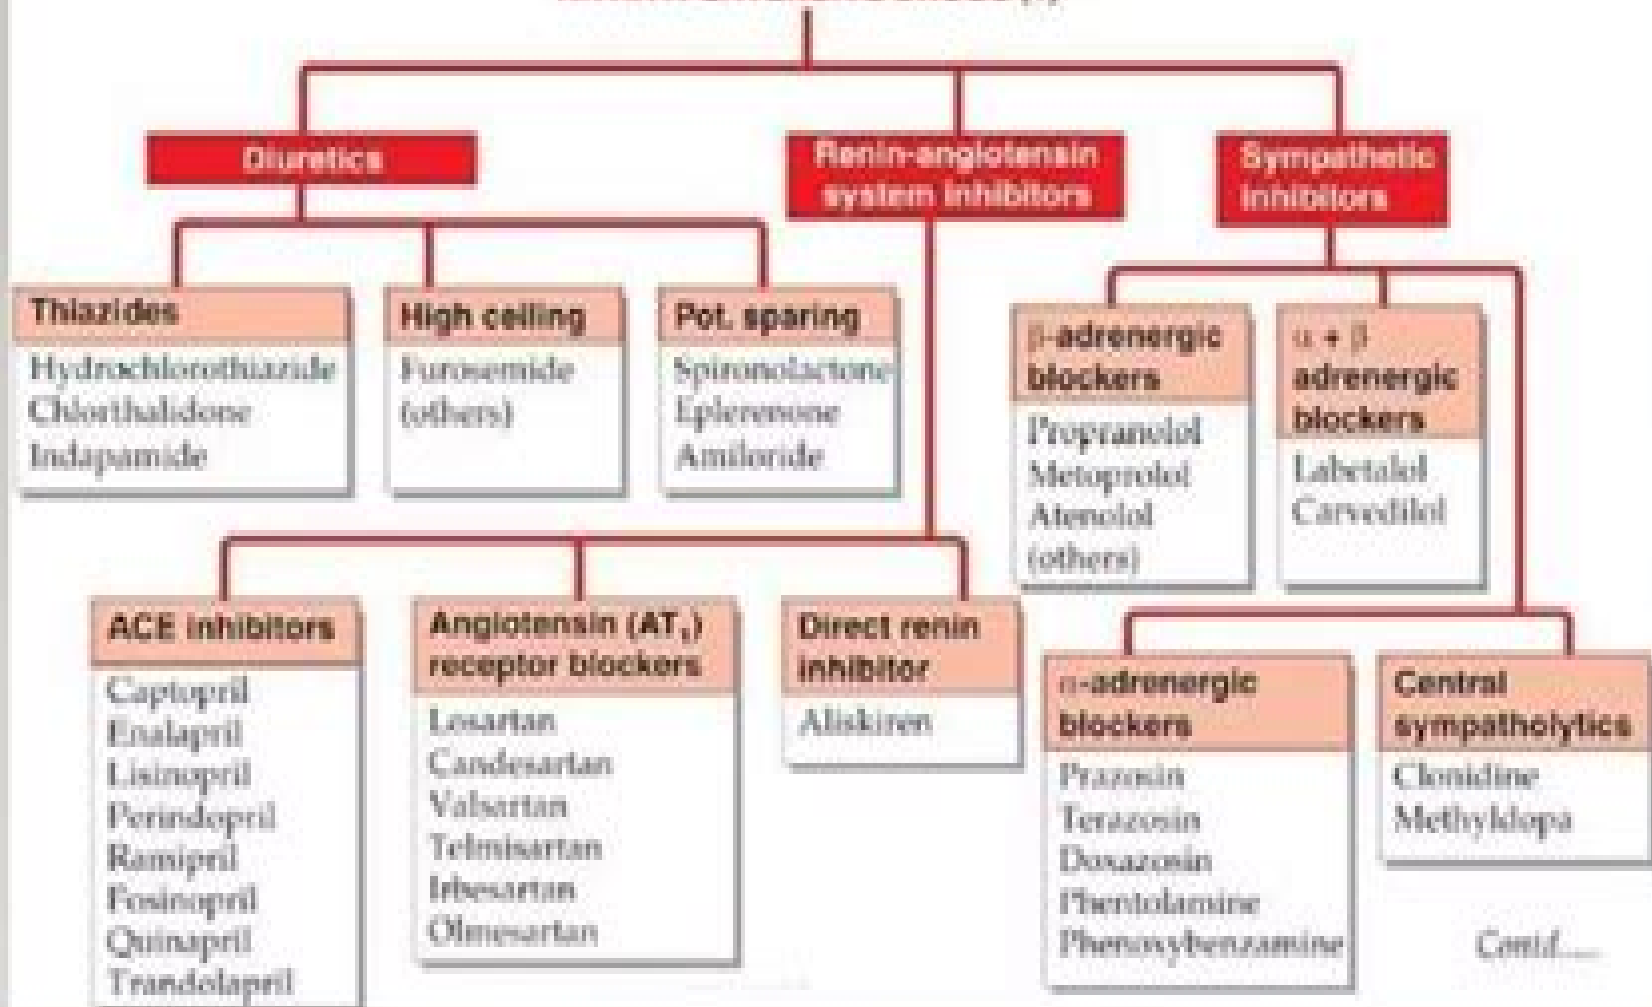 Diuretics
Renin-angiotensin
system inhibitors
Sympathetic
inhibitors
Thiazides
Hydrochlorothiazide
Chlorthalidone
Indapamide
High ceiling
Furosemide
(others)
Pot. sparing
Spironolactone
Eplerenone
Amiloride
β-adrenergic
blockers
Propranolol
Metoprolol
Atenolol
(others)
α + β
adrenergic
blockers
Labetalol
Carvedilol
ACE inhibitors
Captopril
Enalapril
Lisinopril
Perindopril
Ramipril
Fosinopril
Quinapril
Trandolapril
Angiotensin (AT₁)
receptor blockers
Losartan
Candesartan
Valsartan
Telmisartan
Irbesartan
Olmesartan
Direct renin
inhibitor
Aliskiren
α-adrenergic
blockers
Prazosin
Terazosin
Doxazosin
Phentolamine
Phenoxybenzamine
Central
sympatholytics
Clonidine
Methyldopa
Contd.....